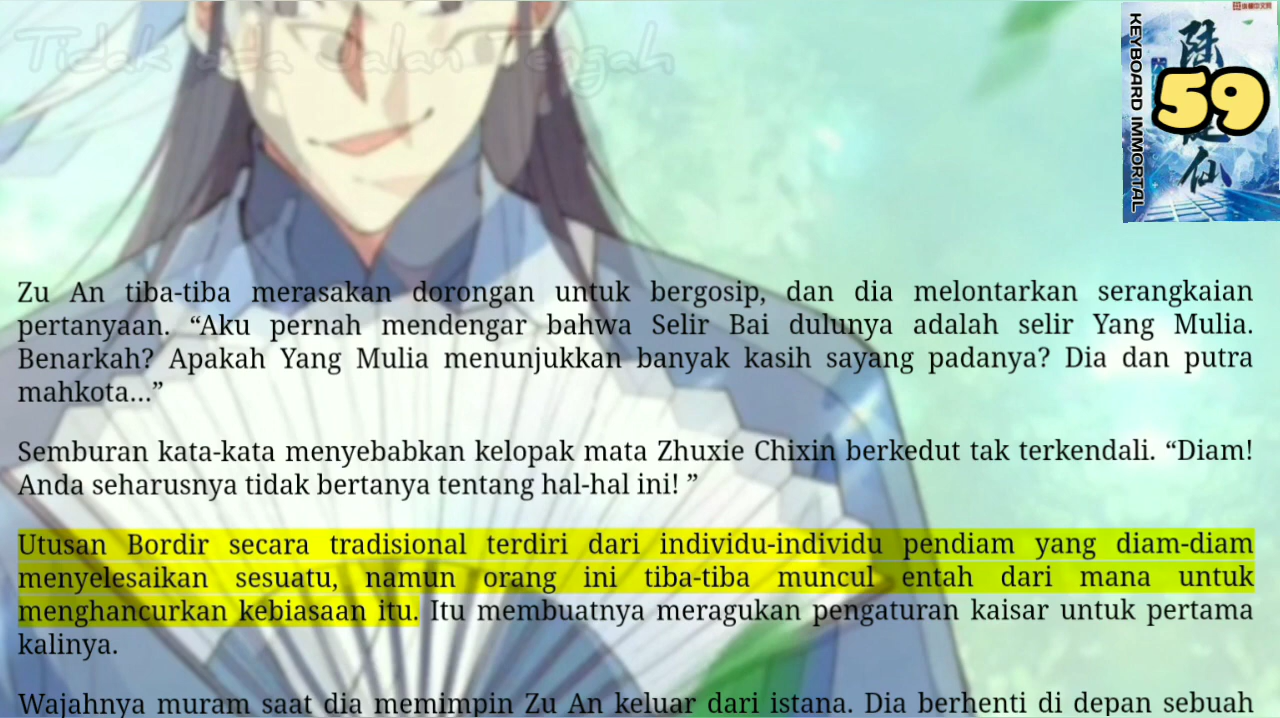 Tidak ada Jalan Tengah
KEYBOARD IMMORTAL
59
仙
Zu An tiba-tiba merasakan dorongan untuk bergosip, dan dia melontarkan serangkaian
pertanyaan. “Aku pernah mendengar bahwa Selir Bai dulunya adalah selir Yang Mulia.
Benarkah? Apakah Yang Mulia menunjukkan banyak kasih sayang padanya? Dia dan putra
mahkota...”
Semburan kata-kata menyebabkan kelopak mata Zhuxie Chixin berkedut tak terkendali. “Diam!
Anda seharusnya tidak bertanya tentang hal-hal ini! ”
Utusan Bordir secara tradisional terdiri dari individu-individu pendiam yang diam-diam
menyelesaikan sesuatu, namun orang ini tiba-tiba muncul entah dari mana untuk
menghancurkan kebiasaan itu. Itu membuatnya meragukan pengaturan kaisar untuk pertama
kalinya.
Wajahnya muram saat dia memimpin Zu An keluar dari istana. Dia berhenti di depan sebuah